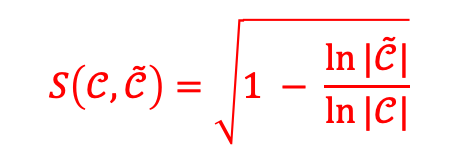 S(𝒞, 𝒞̃) = √(1 − ln |𝒞̃| / ln |𝒞|)